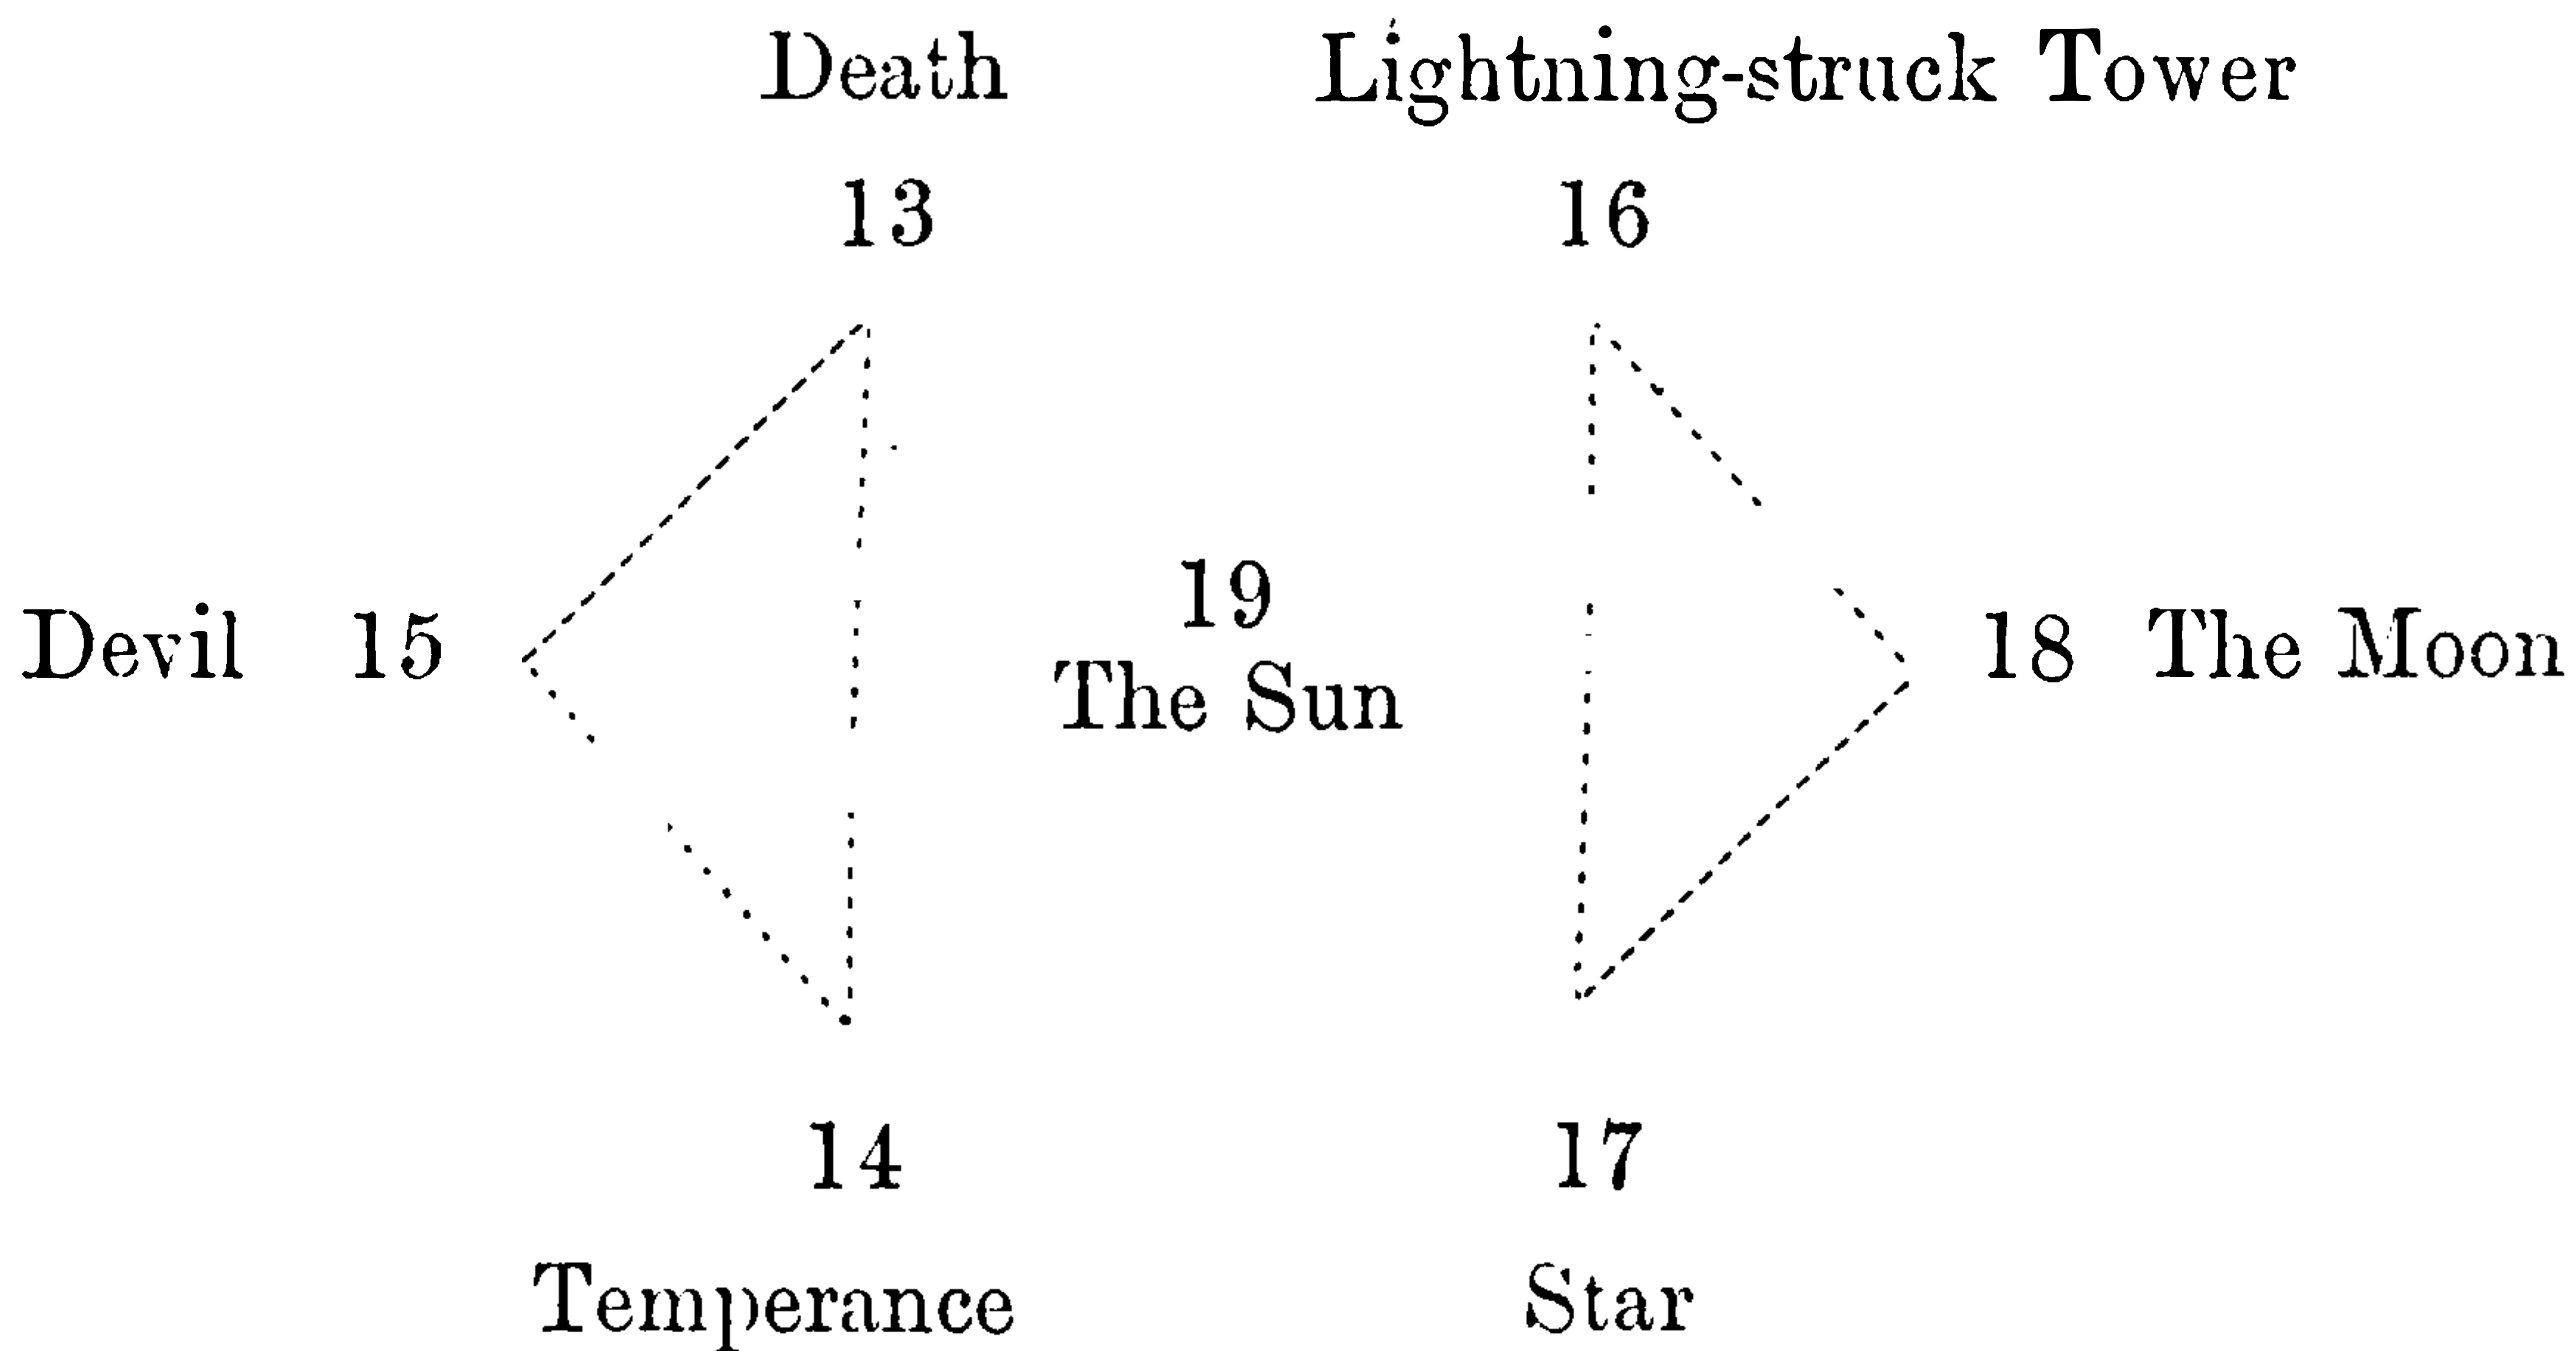 Death Lightning-struck Tower
13 16
19
Devil 15 18 The Moon
The Sun
14 17
Temperance Star